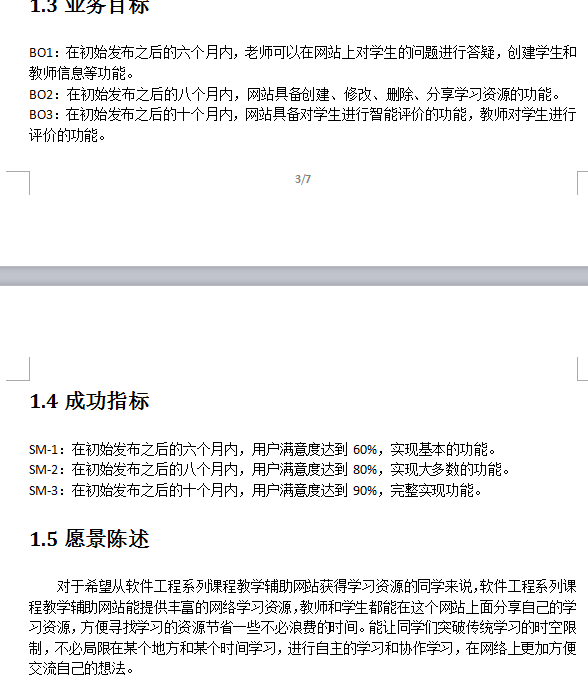 1.3 业务目标
BO1：在初始发布之后的六个月内，老师可以在网站上对学生的问题进行答疑，创建学生和
教师信息等功能。
BO2：在初始发布之后的八个月内，网站具备创建、修改、删除、分享学习资源的功能。
BO3：在初始发布之后的十个月内，网站具备对学生进行智能评价的功能，教师对学生进行
评价的功能。
3/7
1.4 成功指标
SM-1：在初始发布之后的六个月内，用户满意度达到 60%，实现基本的功能。
SM-2：在初始发布之后的八个月内，用户满意度达到 80%，实现大多数的功能。
SM-3：在初始发布之后的十个月内，用户满意度达到 90%，完整实现功能。
1.5 愿景陈述
对于希望从软件工程系列课程教学辅助网站获得学习资源的同学来说，软件工程系列课
程教学辅助网站能提供丰富的网络学习资源，教师和学生都能在这个网站上面分享自己的学
习资源，方便寻找学习的资源节省一些不必浪费的时间。能让同学们突破传统学习的时空限
制，不必局限在某个地方和某个时间学习，进行自主的学习和协作学习，在网络上更加方便
交流自己的想法。